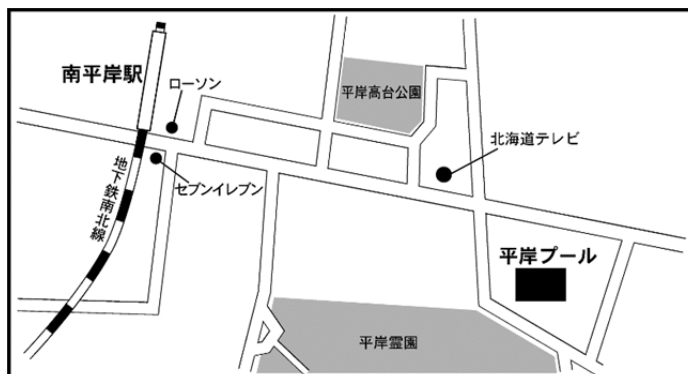 南平岸駅
ローソン
平岸高台公園
北海道テレビ
セブンイレブン
地下鉄南北線
平岸プール
平岸霊園